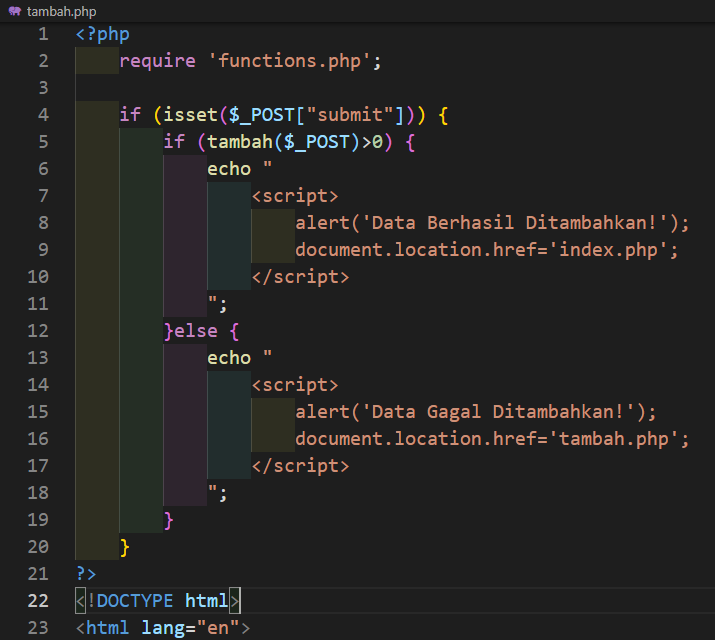 tambah.php
1 <?php
2 require 'functions.php';
3
4 if (isset($_POST["submit"])) {
5 if (tambah($_POST)>0) {
6 echo "
7 <script>
8 alert('Data Berhasil Ditambahkan!');
9 document.location.href='index.php';
10 </script>
11 ";
12 }else {
13 echo "
14 <script>
15 alert('Data Gagal Ditambahkan!');
16 document.location.href='tambah.php';
17 </script>
18 ";
19 }
20 }
21 ?>
22 <!DOCTYPE html>
23 <html lang="en">